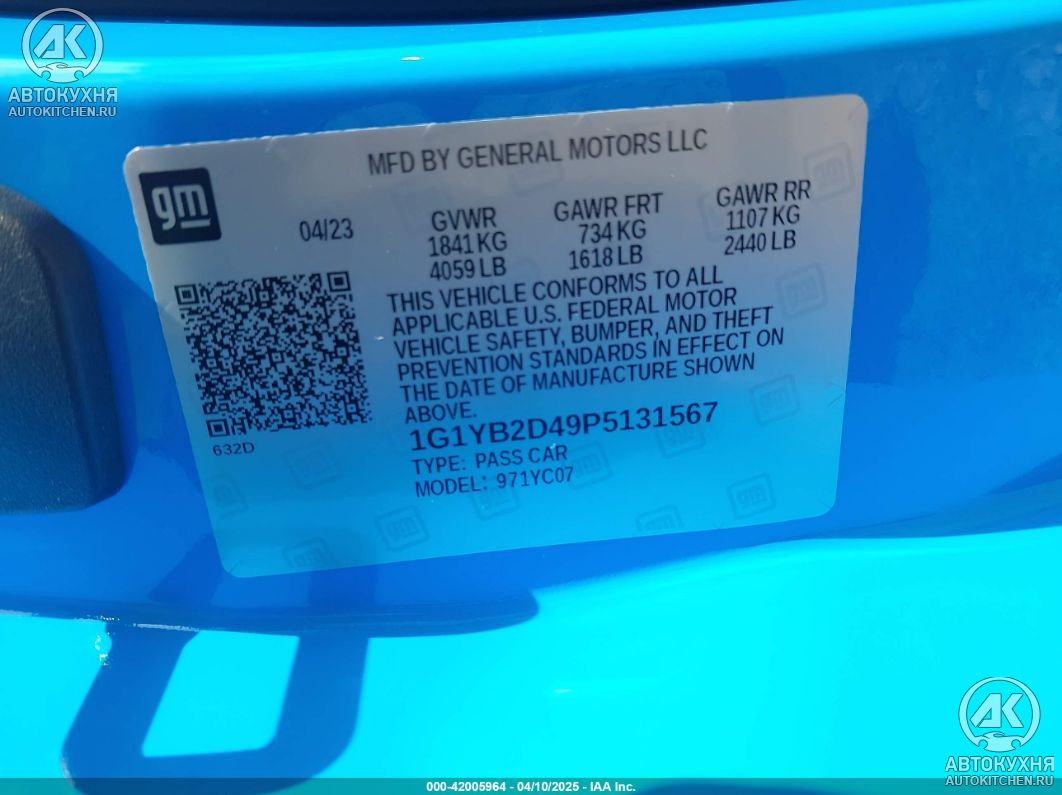 АК
АВТОКУХНЯ
AUTOKITCHEN.RU
MFD BY GENERAL MOTORS LLC
gm
04/23
GVWR
1841 KG
4059 LB
GAWR FRT
734 KG
1618 LB
GAWR RR
1107 KG
2440 LB
THIS VEHICLE CONFORMS TO ALL
APPLICABLE U.S. FEDERAL MOTOR
VEHICLE SAFETY, BUMPER, AND THEFT
PREVENTION STANDARDS IN EFFECT ON
THE DATE OF MANUFACTURE SHOWN
ABOVE.
632D
1G1YB2D49P5131567
TYPE: PASS CAR
MODEL: 971YC07
АК
АВТОКУХНЯ
AUTOKITCHEN.RU
000-42005964 - 04/10/2025 - IAA Inc.